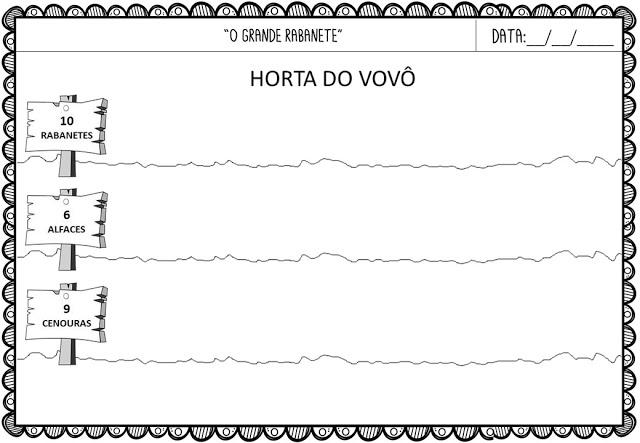 "O GRANDE RABANETE"
DATA:__/__/____
HORTA DO VOVÔ
10
RABANETES
6
ALFACES
9
CENOURAS